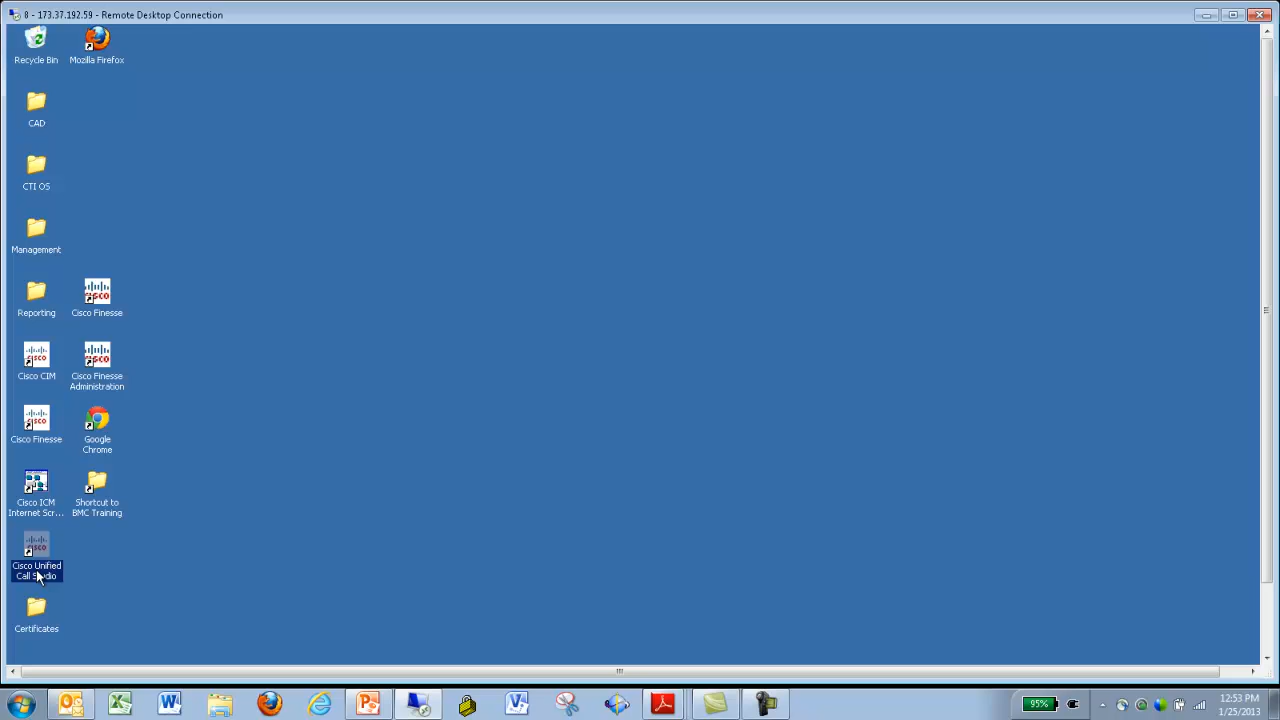 8 - 173.37.192.59 - Remote Desktop Connection
Recycle Bin
Mozilla Firefox
CAD
CTI OS
Management
Reporting
Cisco Finesse
Cisco CIM
Cisco Finesse
Administration
Cisco Finesse
Google
Chrome
Cisco ICM
Internet Scr...
Shortcut to
BMC Training
Cisco Unified
Call Studio
Certificates
95%
12:53 PM
1/25/2013